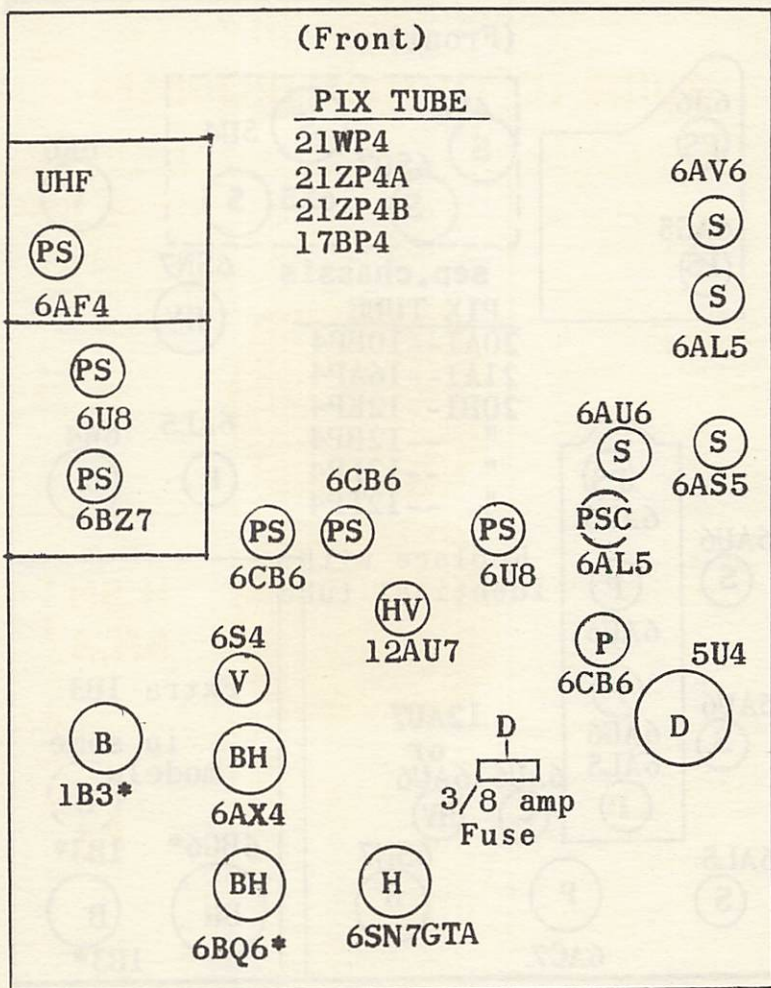 (Front)
PIX TUBE
21WP4
21ZP4A
21ZP4B
17BP4
UHF
PS
6AF4
PS
6U8
PS
6BZ7
6AV6
S
S
6AL5
6AU6
S
S
6AS5
6CB6
PS
PS
PS
PSC
6CB6
6U8
6AL5
HV
12AU7
P
6CB6
6S4
V
5U4
D
B
1B3*
BH
6AX4
D
3/8 amp
Fuse
BH
6BQ6*
H
6SN7GTA